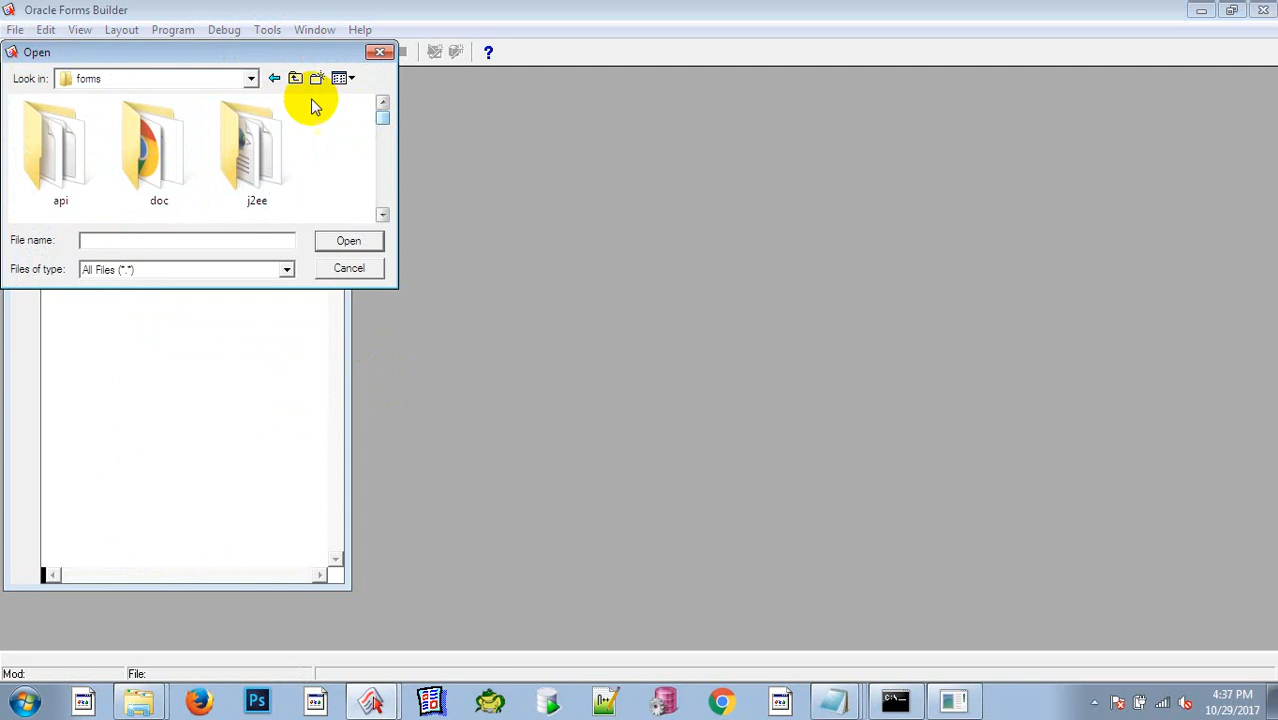 Oracle Forms Builder
File Edit View Layout Program Debug Tools Window Help
Open
Look in: forms
api doc j2ee
File name: Open
Files of type: All Files (*.*) Cancel
Mod: File:
Ps
4:37 PM
10/29/2017